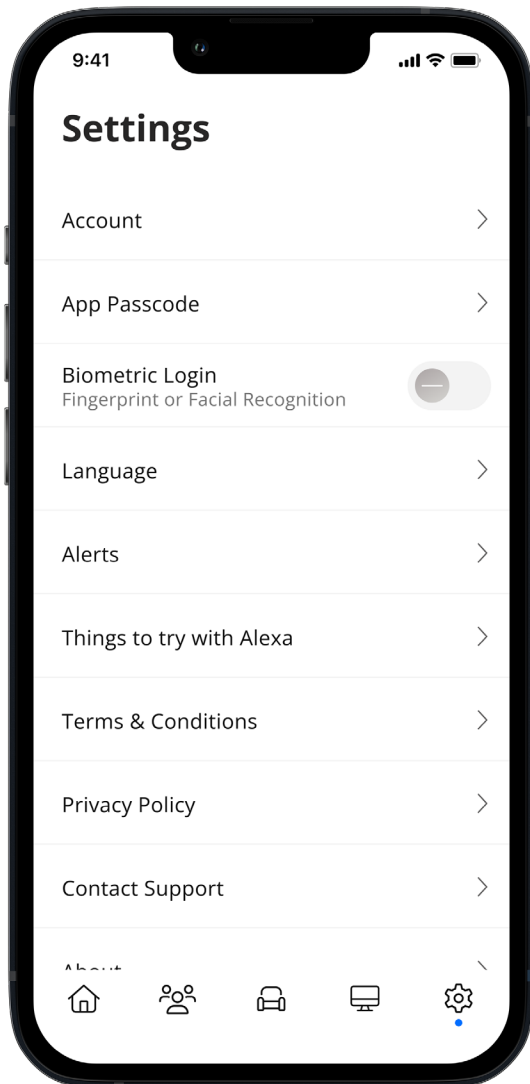 9:41
Settings
Account
App Passcode
Biometric Login
Fingerprint or Facial Recognition
Language
Alerts
Things to try with Alexa
Terms & Conditions
Privacy Policy
Contact Support
About